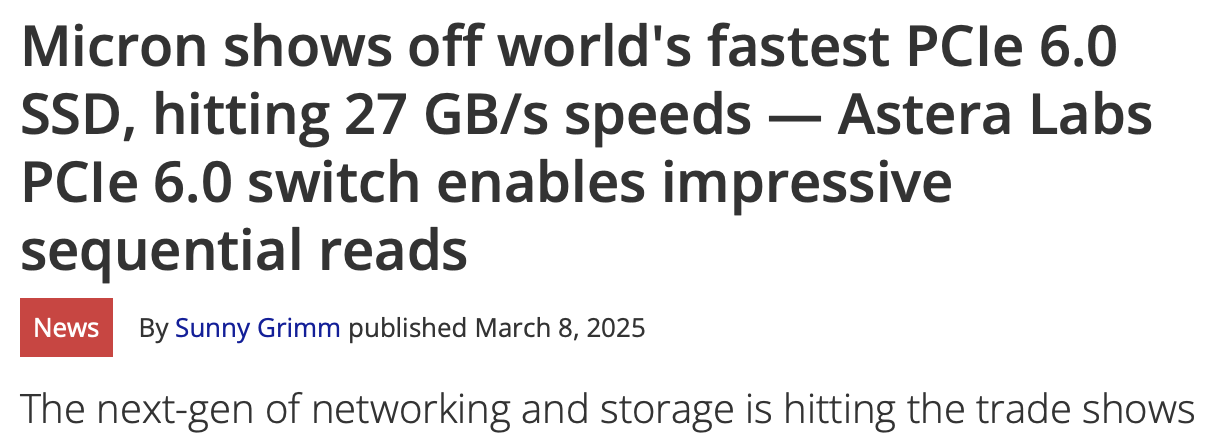 Micron shows off world's fastest PCIe 6.0
SSD, hitting 27 GB/s speeds — Astera Labs
PCIe 6.0 switch enables impressive
sequential reads
News By Sunny Grimm published March 8, 2025
The next-gen of networking and storage is hitting the trade shows